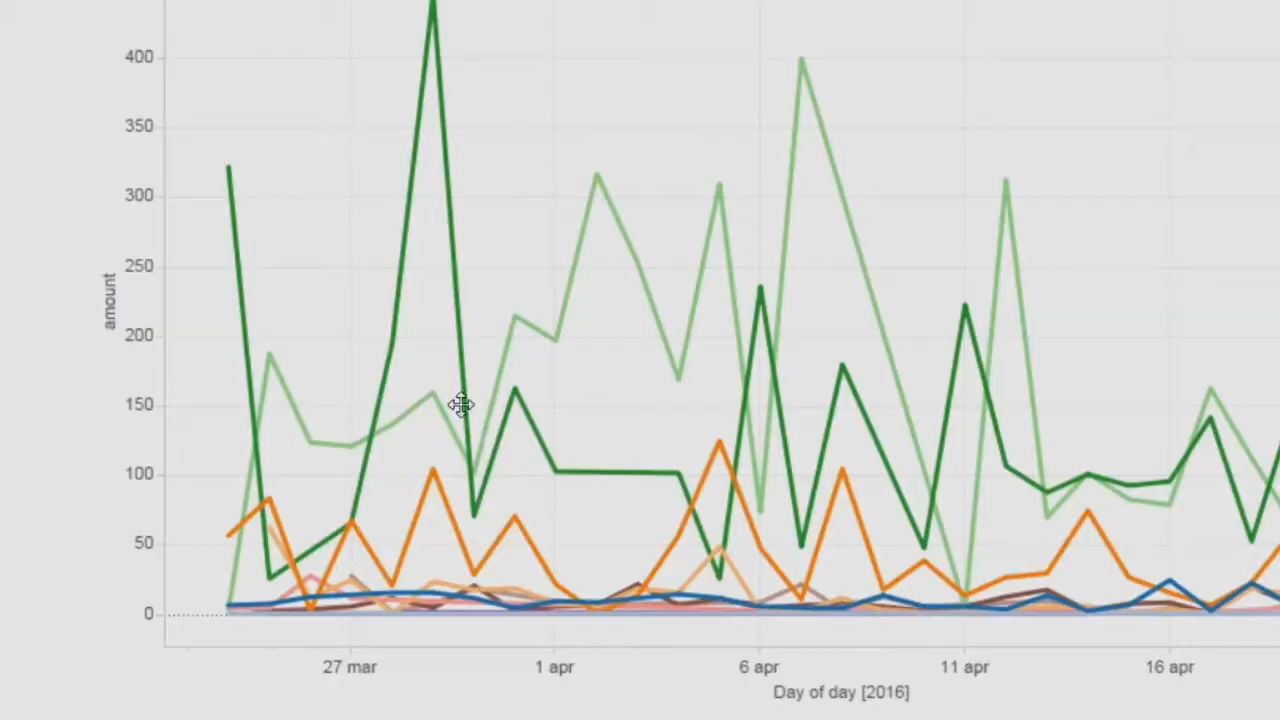 400
350
300
250
200
150
100
50
0
amount
27 mar
1 apr
6 apr
11 apr
16 apr
Day of day [2016]